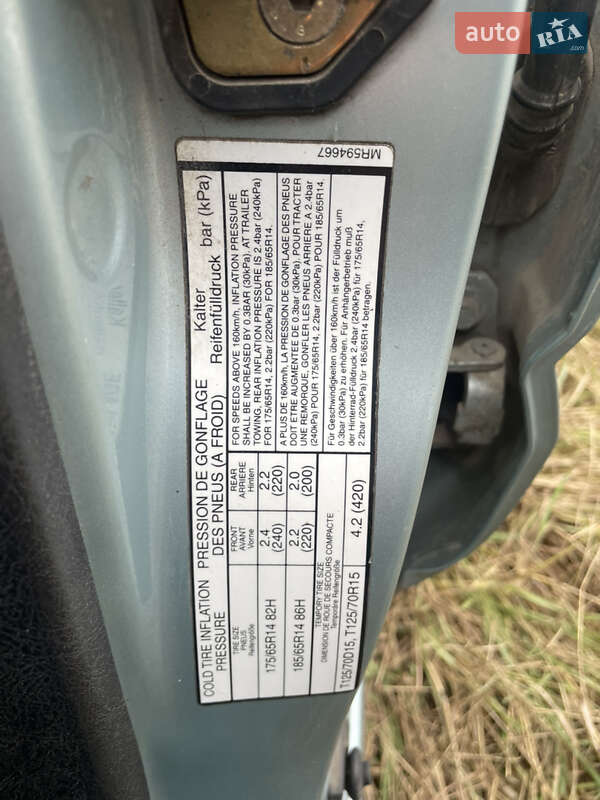 auto RIA
.com
MR594667
COLD TIRE INFLATION PRESSURE
PRESSION DE GONFLAGE DES PNEUS (A FROID)
Kalter Reifenfülldruck
bar (kPa)
TIRE SIZE
PNEUS
Reifengröße
FRONT
AVANT
Vorne
REAR
ARRIERE
Hinten
175/65R14 82H
2.4
(240)
2.2
(220)
185/65R14 86H
2.2
(220)
2.0
(200)
TEMPORY TIRE SIZE
DIMENSION DE ROUE DE SECOURS COMPACTE
Temporäre Reifengröße
T125/70D15, T125/70R15
4.2 (420)
FOR SPEEDS ABOVE 160km/h, INFLATION PRESSURE
SHALL BE INCREASED BY 0.3BAR (30kPa). AT TRAILER
TOWING, REAR INFLATION PRESSURE IS 2.4bar (240kPa)
FOR 175/65R14, 2.2bar (220kPa) FOR 185/65R14.
A PLUS DE 160km/h, LA PRESSION DE GONFLAGE DES PNEUS
DOIT ETRE AUGMENTEE DE 0.3bar (30kPa). POUR TRACTER
UNE REMORQUE, GONFLER LES PNEUS ARRIERE A 2.4bar
(240kPa) POUR 175/65R14, 2.2bar (220kPa) POUR 185/65R14.
Für Geschwindigkeiten über 160km/h ist der Fülldruck um
0.3bar (30kPa) zu erhöhen. Für Anhängerbetrieb muß
der Hinterrad-Fülldruck 2.4bar (240kPa) für 175/65R14,
2.2bar (220kPa) für 185/65R14 betragen.